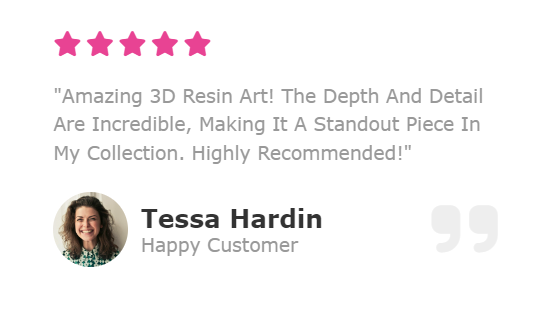 "Amazing 3D Resin Art! The Depth And Detail
Are Incredible, Making It A Standout Piece In
My Collection. Highly Recommended!"
Tessa Hardin
Happy Customer